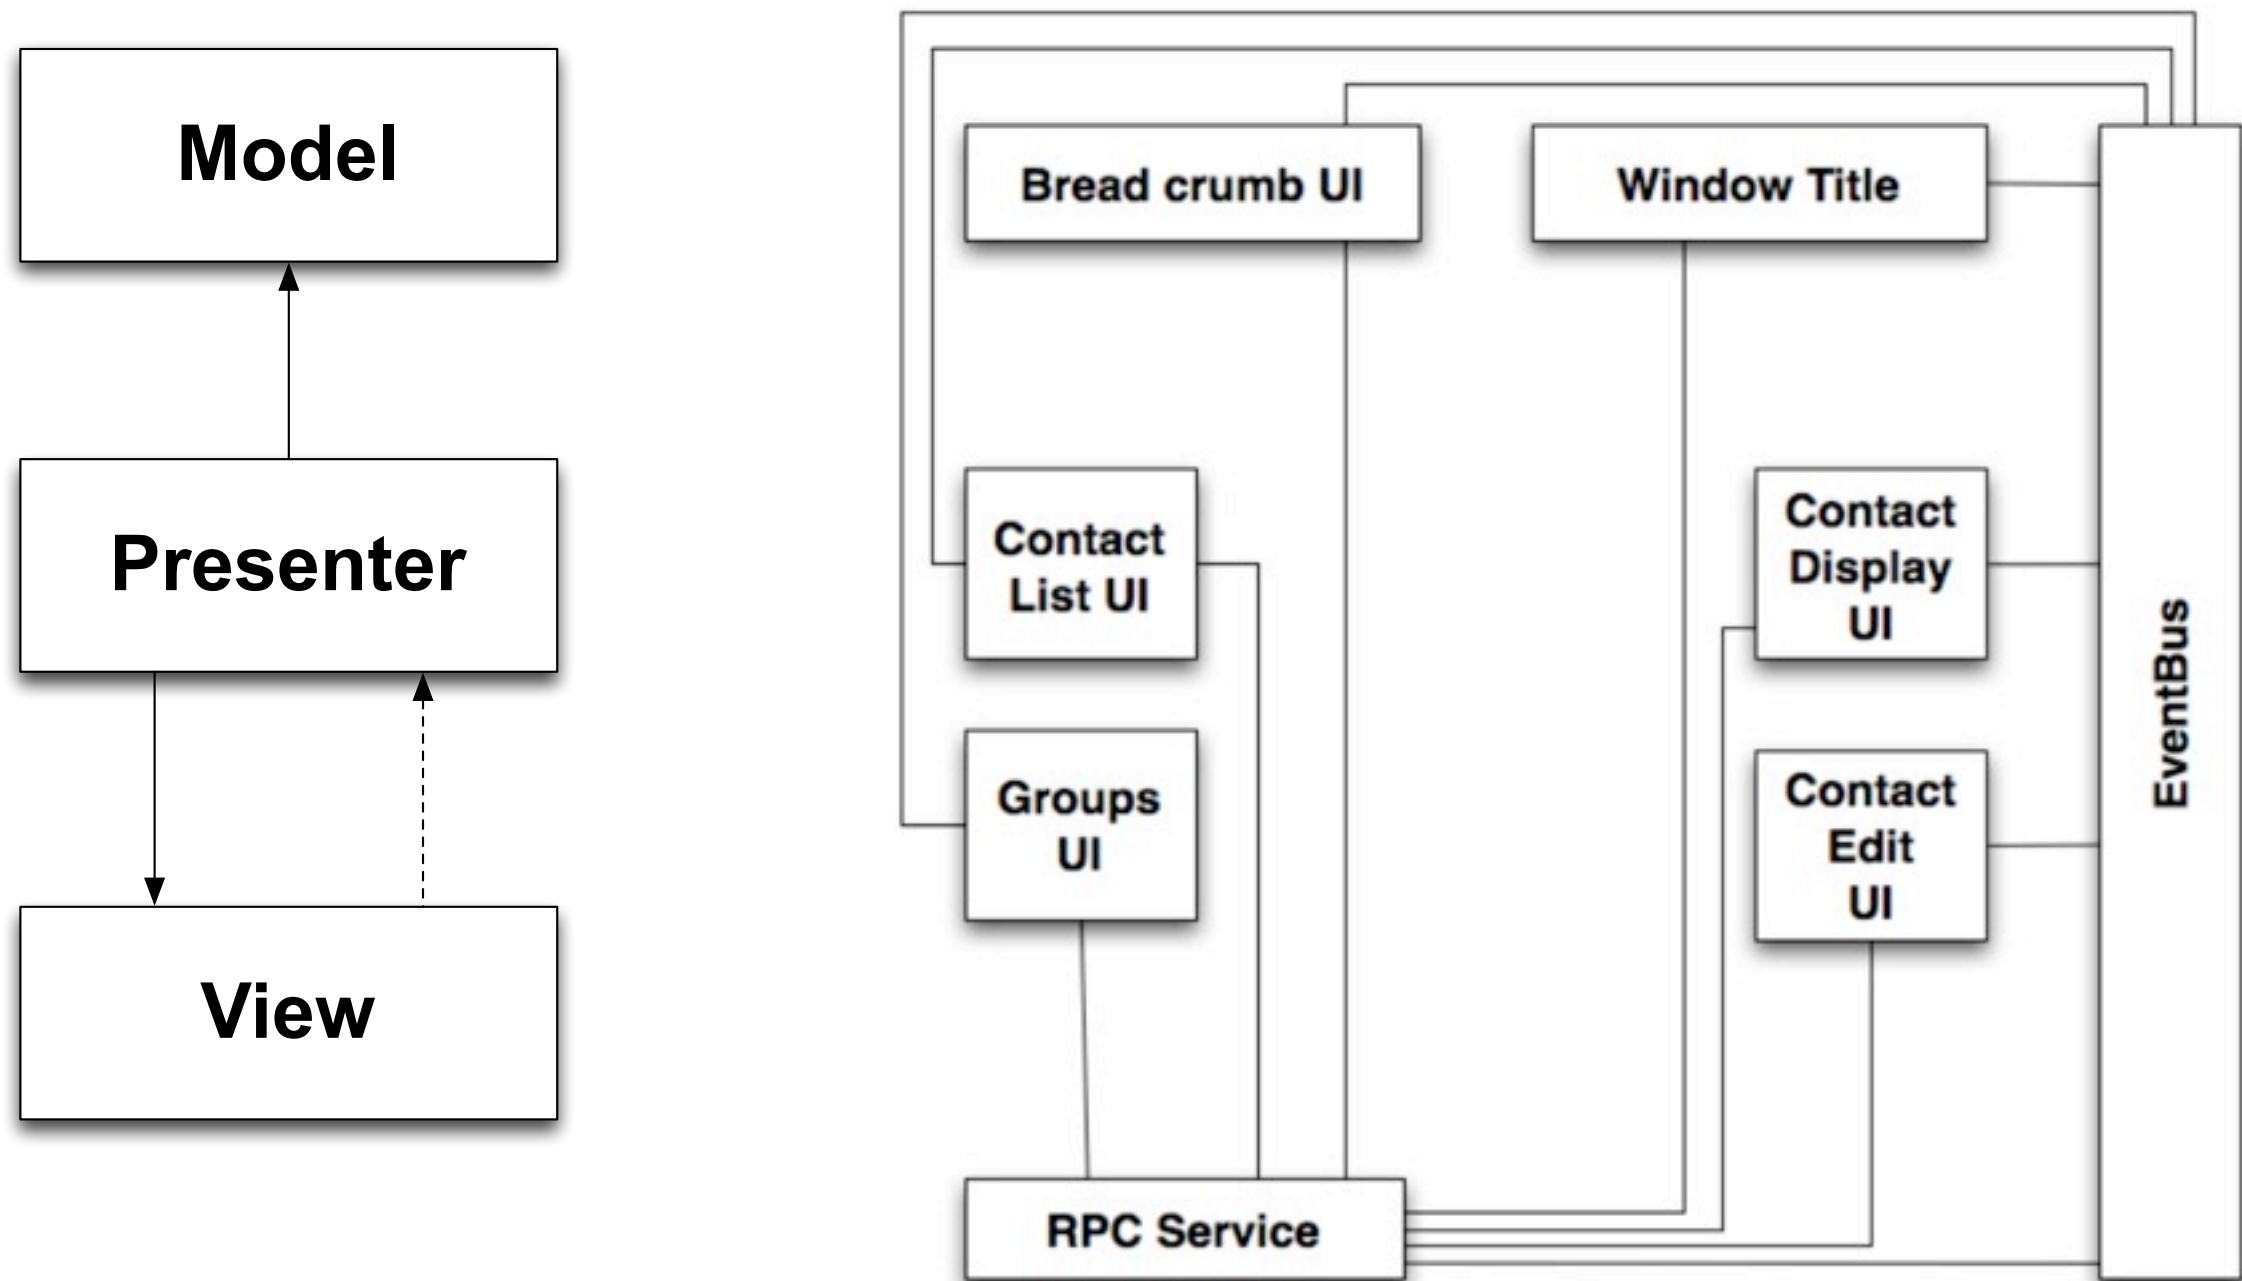 Model
Presenter
View
Bread crumb UI
Window Title
Contact
List UI
Groups
UI
Contact
Display
UI
Contact
Edit
UI
EventBus
RPC Service